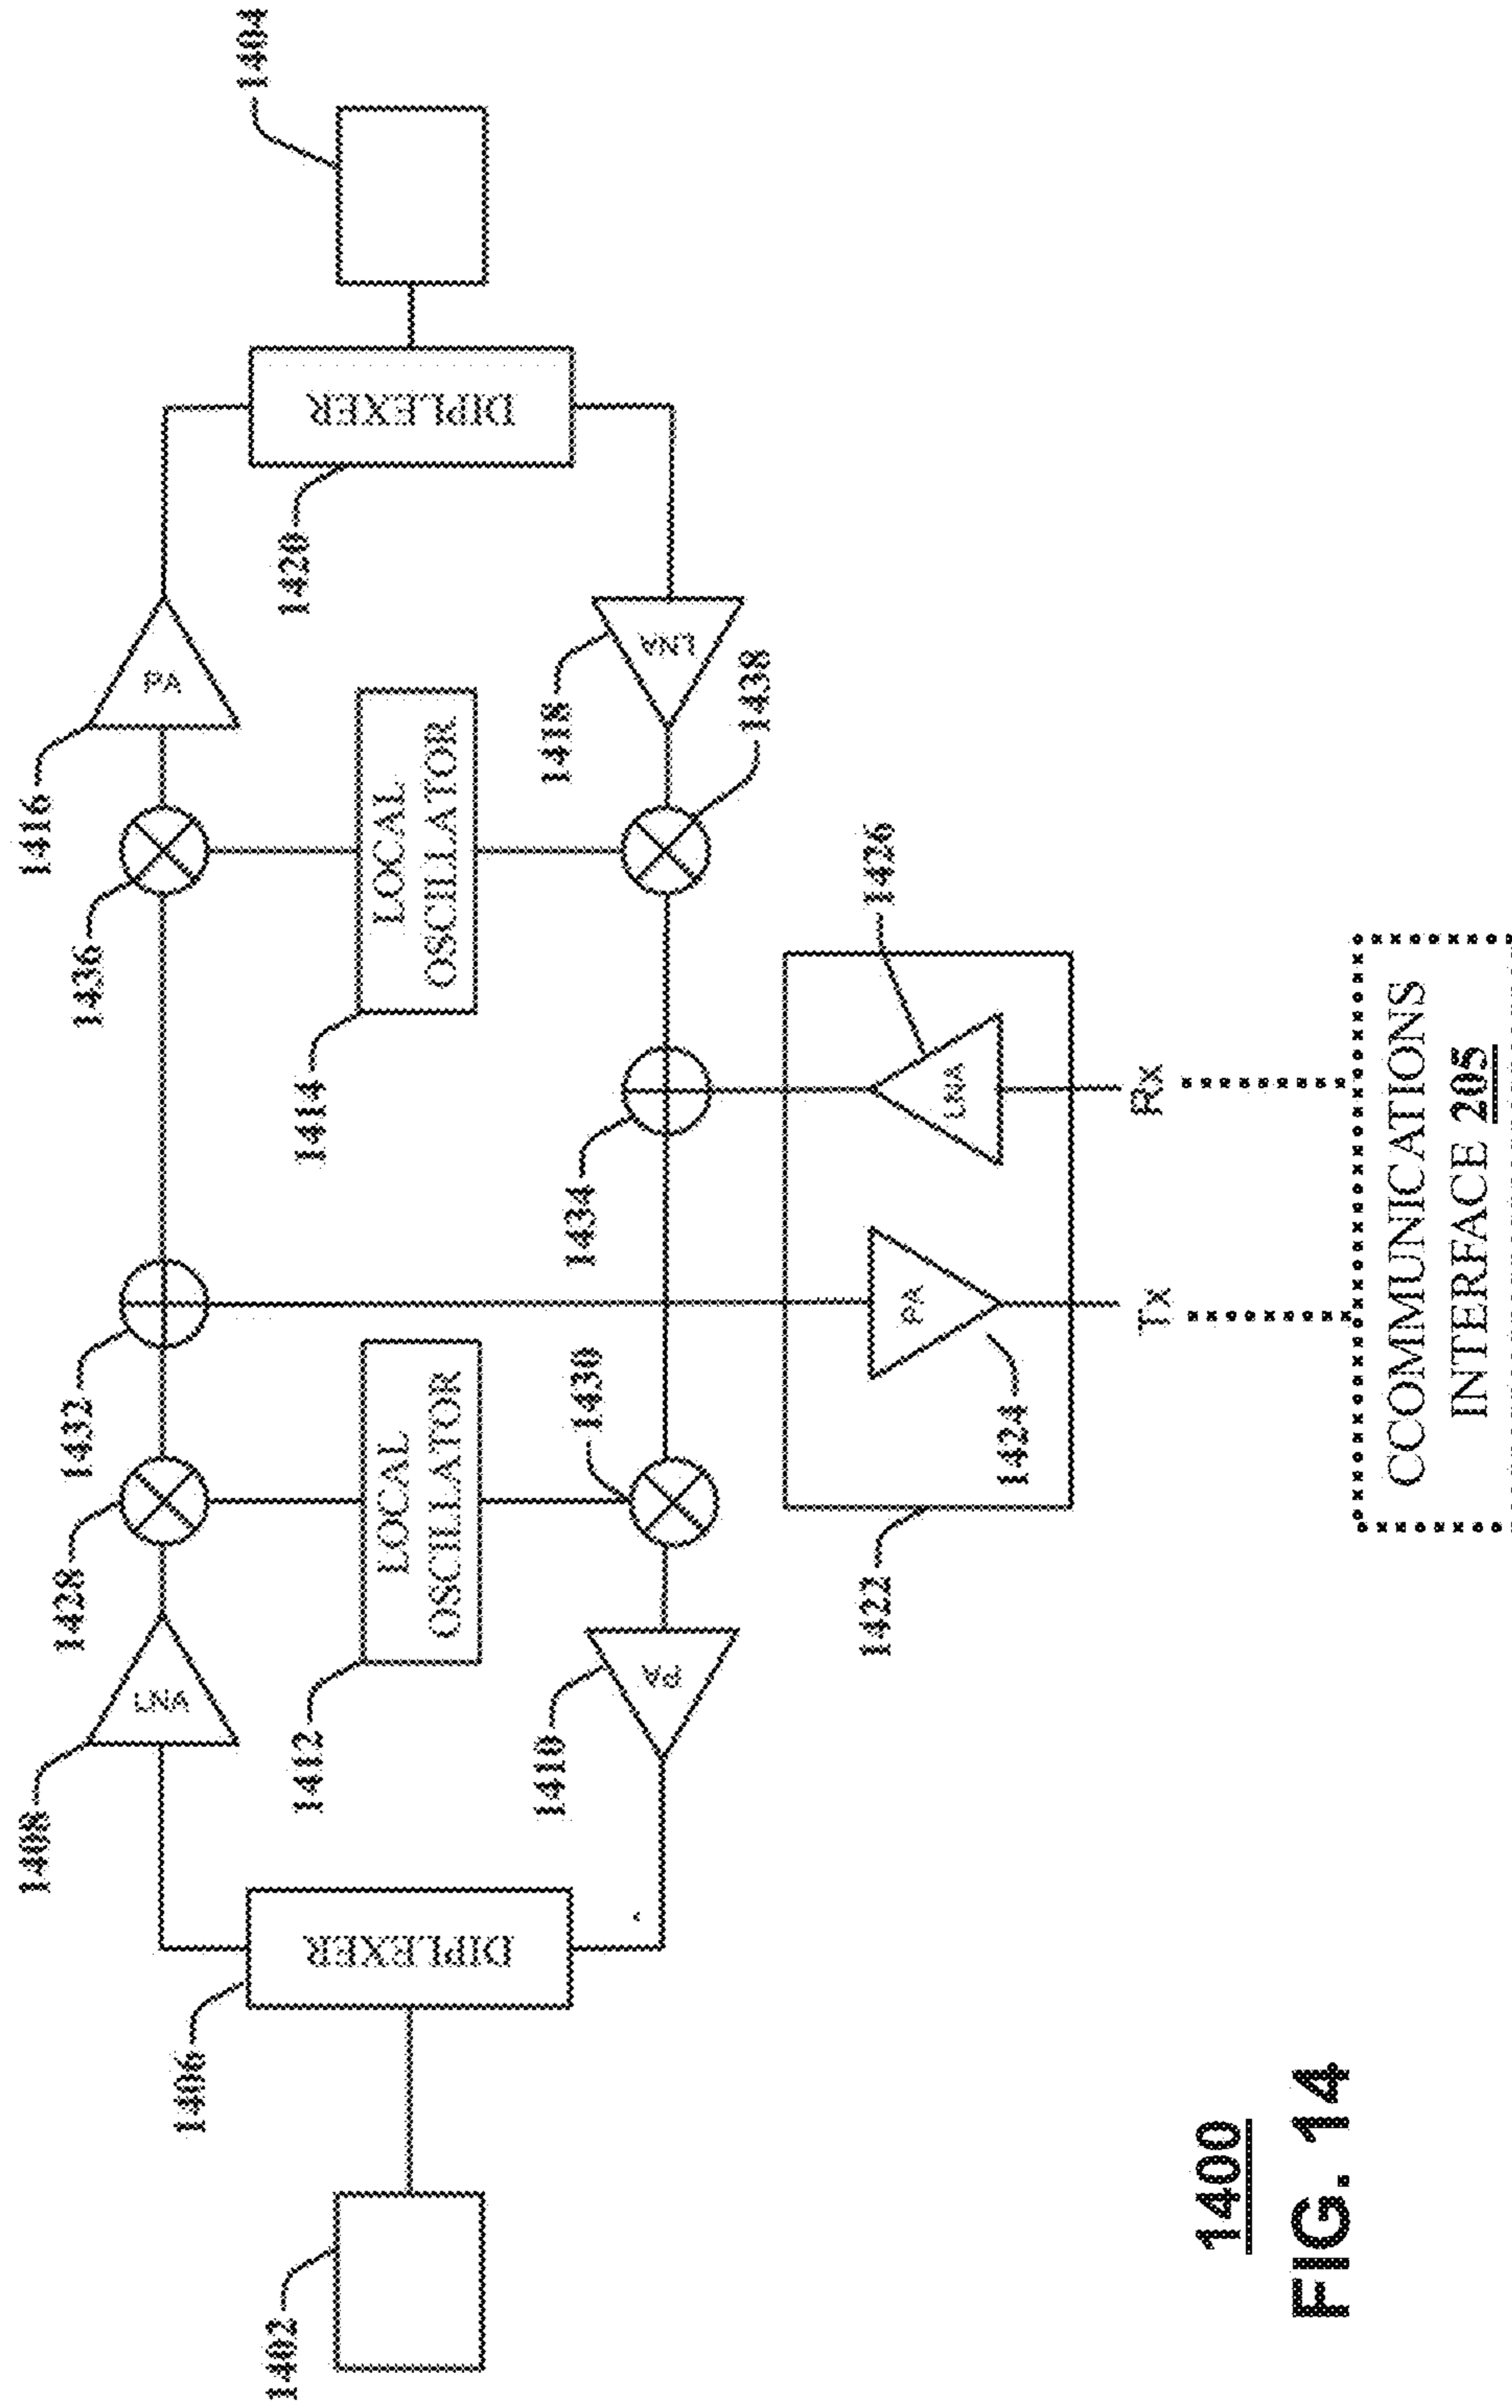 1408
1428
1432
1436
1416
LNA
PA
1404
1406
1412
LOCAL
OSCILLATOR
1414
LOCAL
OSCILLATOR
1420
DIPLEXER
DIPLEXER
1402
1410
PA
1430
1434
1418
LNA
1438
1422
1424
PA
LNA
1426
Tx
Rx
CCOMMUNICATIONS
INTERFACE 205
1400
FIG. 14